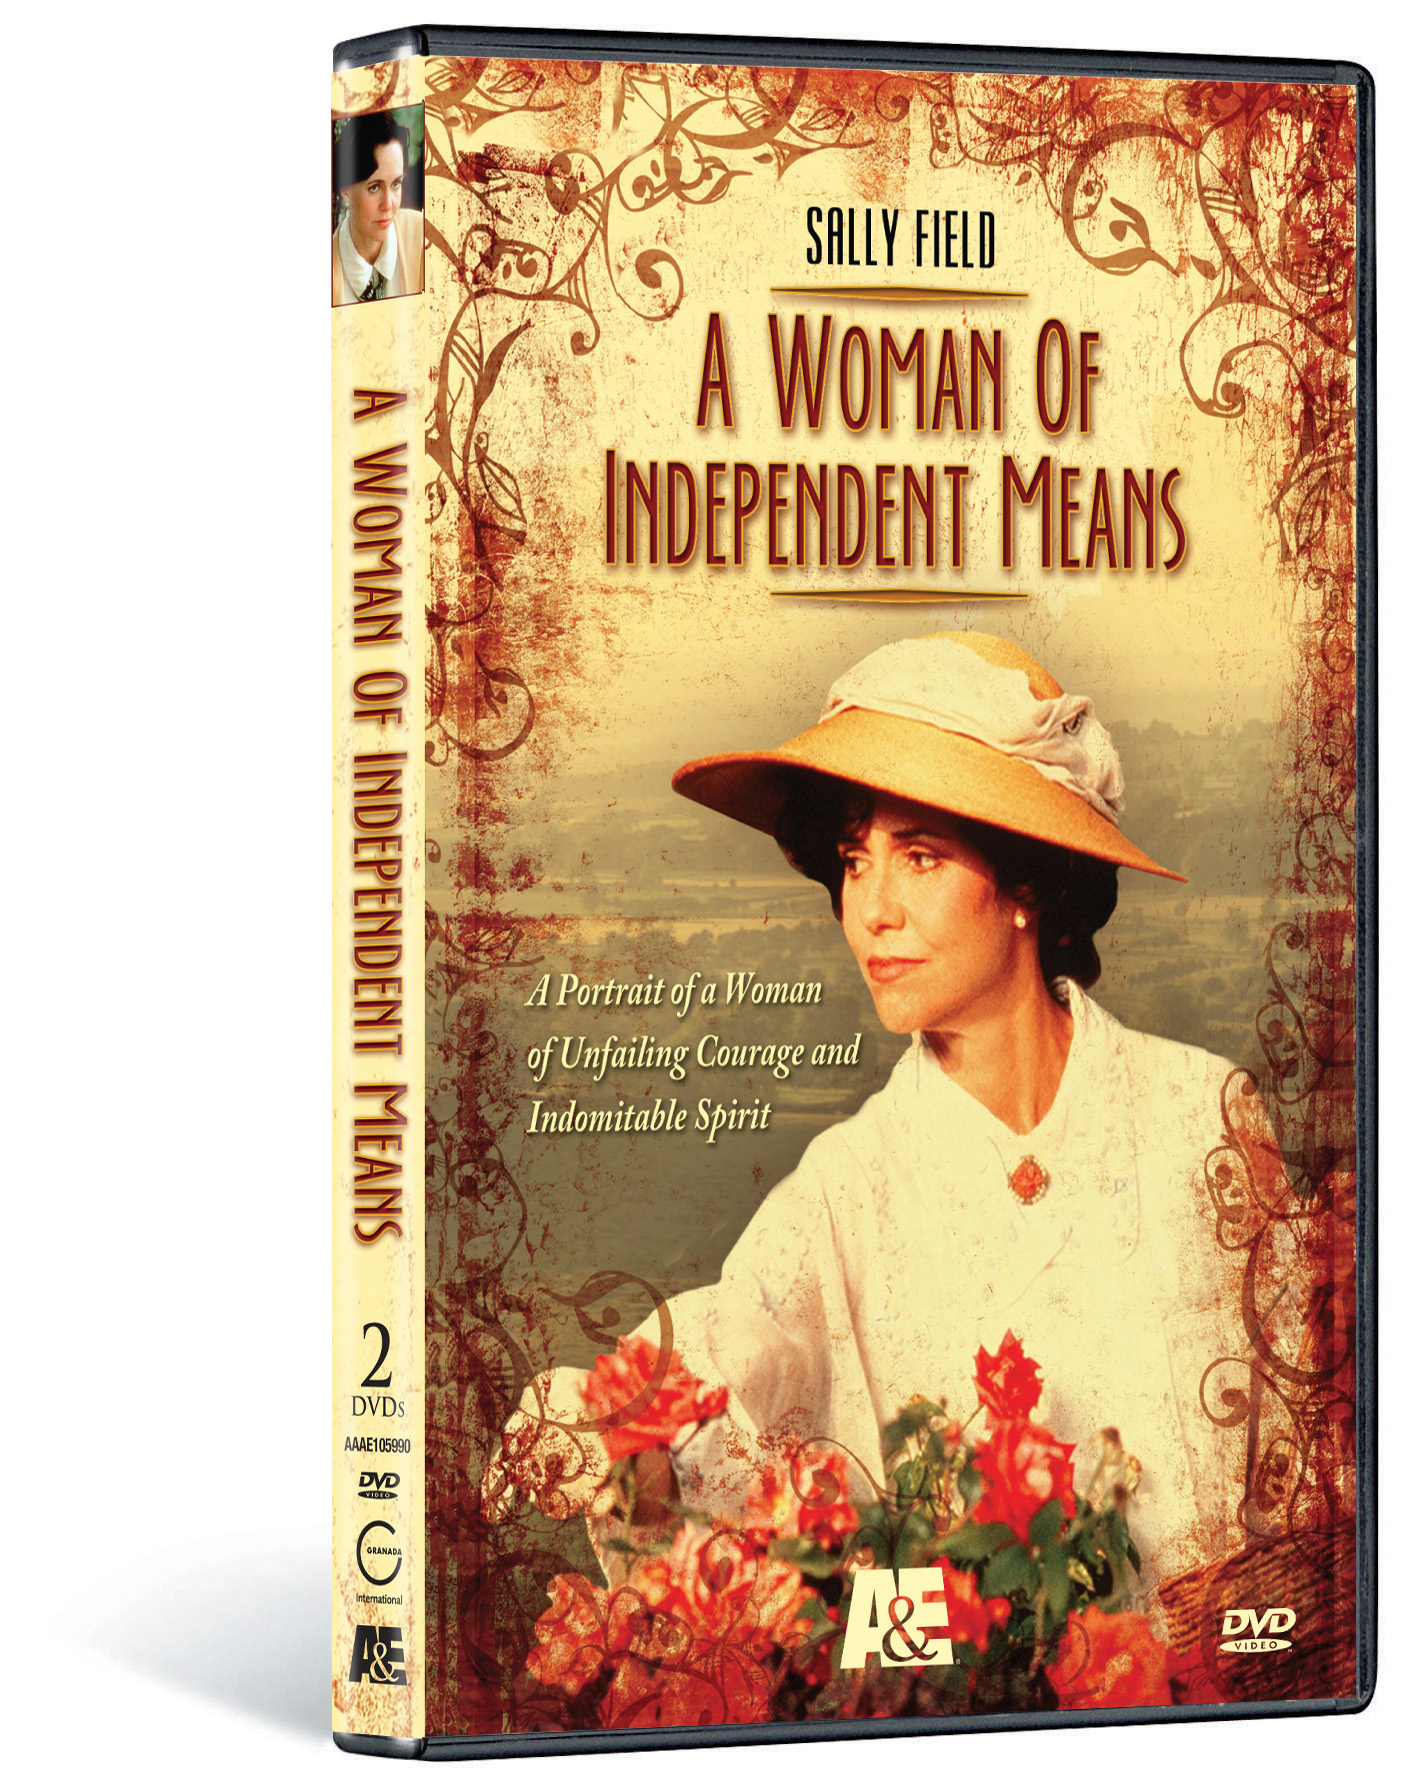 SALLY FIELD
A WOMAN OF
INDEPENDENT MEANS
A Portrait of a Woman
of Unfailing Courage and
Indomitable Spirit
A&E®
DVD
VIDEO™
A WOMAN OF INDEPENDENT MEANS
2
DVDs
AAAE105990
DVD
VIDEO
GRANADA
International
A&E